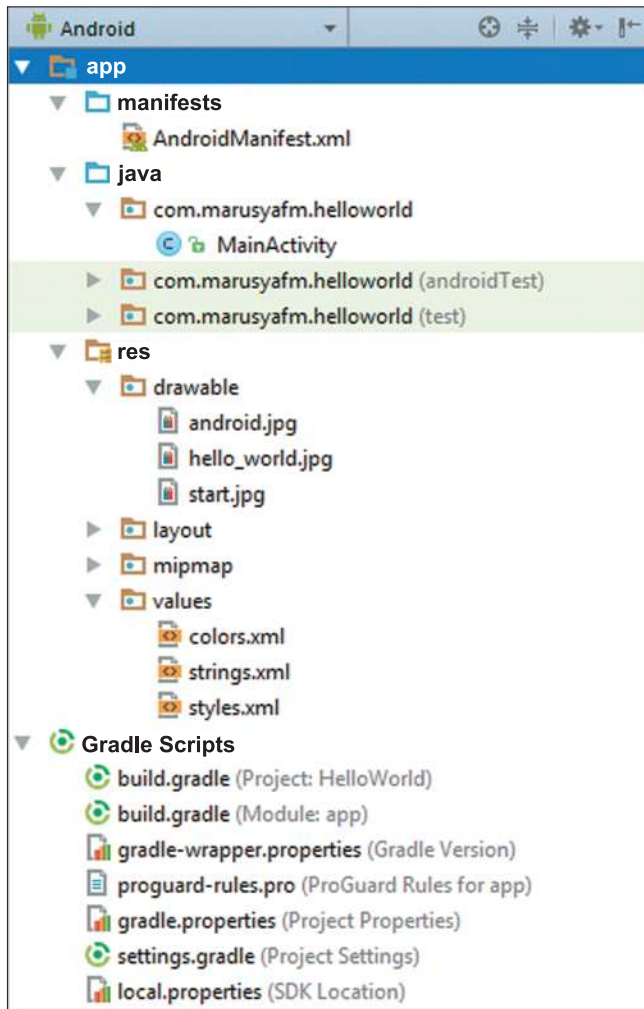 Android
app
manifests
AndroidManifest.xml
java
com.marusyafm.helloworld
C MainActivity
com.marusyafm.helloworld (androidTest)
com.marusyafm.helloworld (test)
res
drawable
android.jpg
hello_world.jpg
start.jpg
layout
mipmap
values
colors.xml
strings.xml
styles.xml
Gradle Scripts
build.gradle (Project: HelloWorld)
build.gradle (Module: app)
gradle-wrapper.properties (Gradle Version)
proguard-rules.pro (ProGuard Rules for app)
gradle.properties (Project Properties)
settings.gradle (Project Settings)
local.properties (SDK Location)